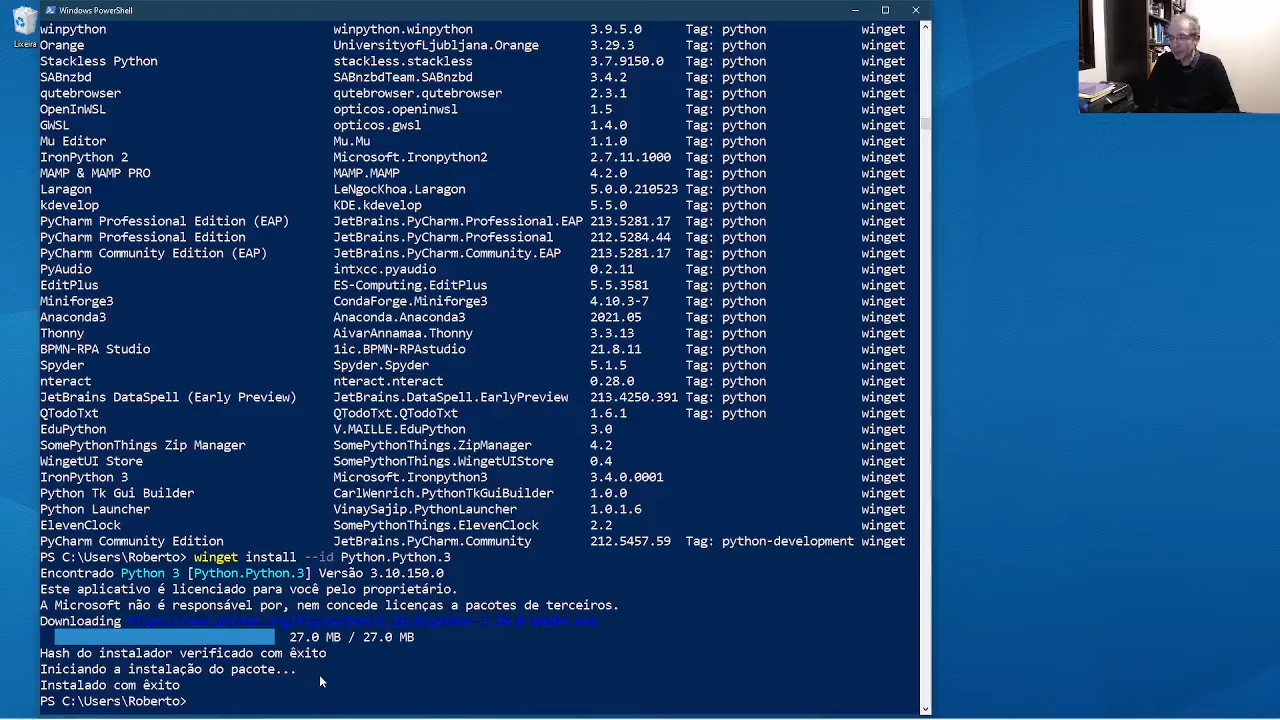 Lixeira
Windows PowerShell
winpython winpython.winpython 3.9.5.0 Tag: python winget
Orange UniversityofLjubljana.Orange 3.29.3 Tag: python winget
Stackless Python stackless.stackless 3.7.9150.0 Tag: python winget
SABnzbd SABnzbdTeam.SABnzbd 3.4.2 Tag: python winget
qutebrowser qutebrowser.qutebrowser 2.3.1 Tag: python winget
OpenInWSL opticos.openinwsl 1.5 Tag: python winget
GWSL opticos.gwsl 1.4.0 Tag: python winget
Mu Editor Mu.Mu 1.1.0 Tag: python winget
IronPython 2 Microsoft.Ironpython2 2.7.11.1000 Tag: python winget
MAMP & MAMP PRO MAMP.MAMP 4.2.0 Tag: python winget
Laragon LeNgocKhoa.Laragon 5.0.0.210523 Tag: python winget
kdevelop KDE.kdevelop 5.5.0 Tag: python winget
PyCharm Professional Edition (EAP) JetBrains.PyCharm.Professional.EAP 213.5281.17 Tag: python winget
PyCharm Professional Edition JetBrains.PyCharm.Professional 212.5284.44 Tag: python winget
PyCharm Community Edition (EAP) JetBrains.PyCharm.Community.EAP 213.5281.17 Tag: python winget
PyAudio intxcc.pyaudio 0.2.11 Tag: python winget
EditPlus ES-Computing.EditPlus 5.5.3581 Tag: python winget
Miniforge3 CondaForge.Miniforge3 4.10.3-7 Tag: python winget
Anaconda3 Anaconda.Anaconda3 2021.05 Tag: python winget
Thonny AivarAnnamaa.Thonny 3.3.13 Tag: python winget
BPMN-RPA Studio 1ic.BPMN-RPAstudio 21.8.11 Tag: python winget
Spyder Spyder.Spyder 5.1.5 Tag: python winget
nteract nteract.nteract 0.28.0 Tag: python winget
JetBrains DataSpell (Early Preview) JetBrains.DataSpell.EarlyPreview 213.4250.391 Tag: python winget
QTodoTxt QTodoTxt.QTodoTxt 1.6.1 Tag: python winget
EduPython V.MAILLE.EduPython 3.0 winget
SomePythonThings Zip Manager SomePythonThings.ZipManager 4.2 winget
WingetUI Store SomePythonThings.WingetUIStore 0.4 winget
IronPython 3 Microsoft.Ironpython3 3.4.0.0001 winget
Python Tk Gui Builder CarlWenrich.PythonTkGuiBuilder 1.0.0 winget
Python Launcher VinaySajip.PythonLauncher 1.0.1.6 winget
ElevenClock SomePythonThings.ElevenClock 2.2 winget
PyCharm Community Edition JetBrains.PyCharm.Community 212.5457.59 Tag: python-development winget
PS C:\Users\Roberto> winget install --id Python.Python.3
Encontrado Python 3 [Python.Python.3] Versão 3.10.150.0
Este aplicativo é licenciado para você pelo proprietário.
A Microsoft não é responsável por, nem concede licenças a pacotes de terceiros.
Downloading https://www.python.org/ftp/python/3.10.0/python-3.10.0-amd64.exe
27.0 MB / 27.0 MB
Hash do instalador verificado com êxito
Iniciando a instalação do pacote...
Instalado com êxito
PS C:\Users\Roberto>